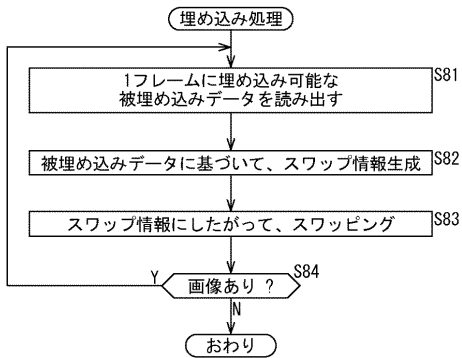 埋め込み処理
1フレームに埋め込み可能な
被埋め込みデータを読み出す
S81
被埋め込みデータに基づいて、スワップ情報生成
S82
スワップ情報にしたがって、スワッピング
S83
画像あり ?
S84
Y
N
おわり